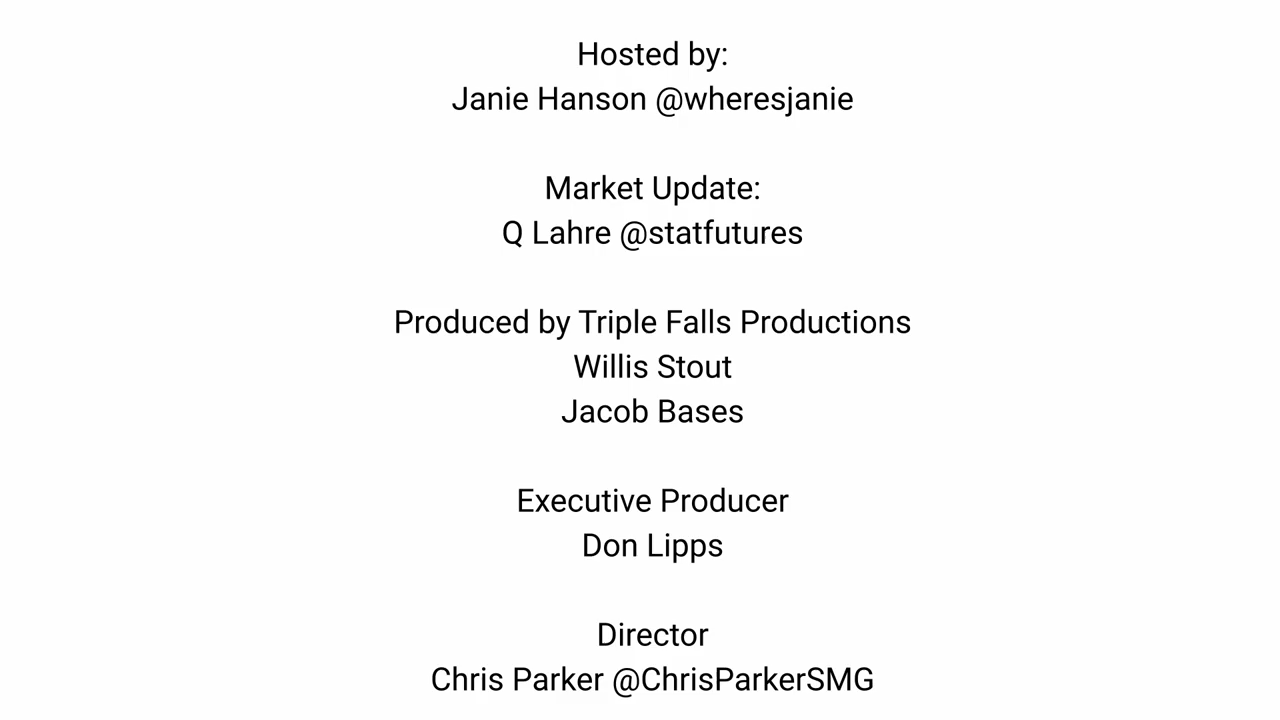 Hosted by:
Janie Hanson @wheresjanie
Market Update:
Q Lahre @statfutures
Produced by Triple Falls Productions
Willis Stout
Jacob Bases
Executive Producer
Don Lipps
Director
Chris Parker @ChrisParkerSMG